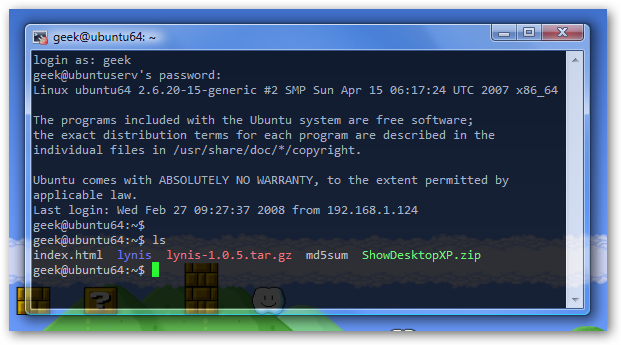 geek@ubuntu64: ~
login as: geek
geek@ubuntuserv's password:
Linux ubuntu64 2.6.20-15-generic #2 SMP Sun Apr 15 06:17:24 UTC 2007 x86_64
The programs included with the Ubuntu system are free software;
the exact distribution terms for each program are described in the
individual files in /usr/share/doc/*/copyright.
Ubuntu comes with ABSOLUTELY NO WARRANTY, to the extent permitted by
applicable law.
Last login: Wed Feb 27 09:27:37 2008 from 192.168.1.124
geek@ubuntu64:~$
geek@ubuntu64:~$ ls
index.html lynis lynis-1.0.5.tar.gz md5sum ShowDesktopXP.zip
geek@ubuntu64:~$
?